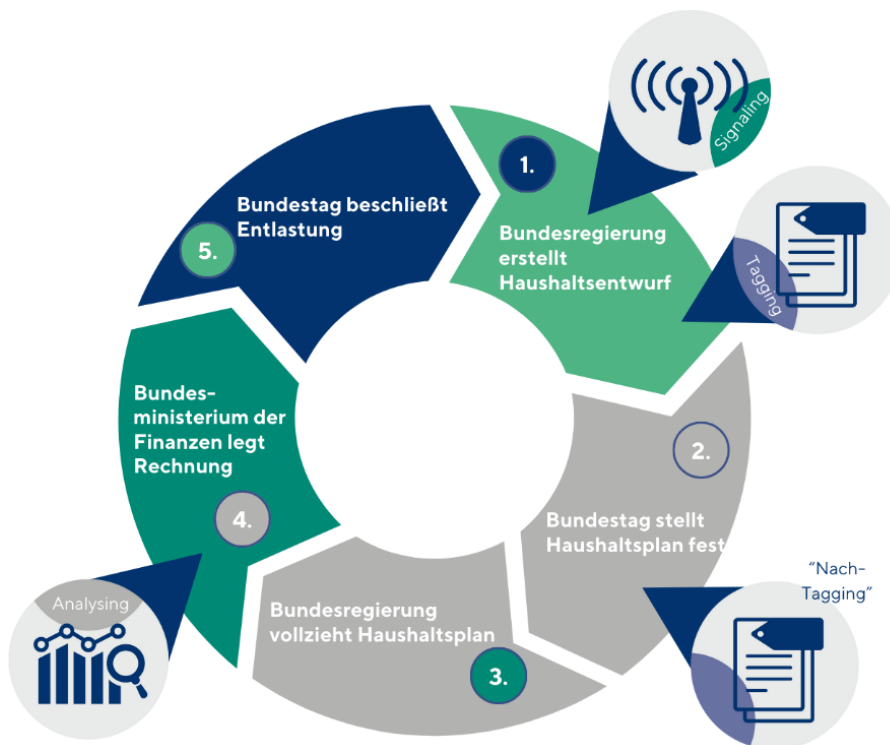 Signaling
1.
Bundesregierung
erstellt
Haushaltsentwurf
Tagging
2.
Bundestag stellt
Haushaltsplan fest
"Nach-
Tagging"
Bundesregierung
vollzieht Haushaltsplan
3.
Bundes-
ministerium der
Finanzen legt
Rechnung
4.
Analysing
Bundestag beschließt
Entlastung
5.